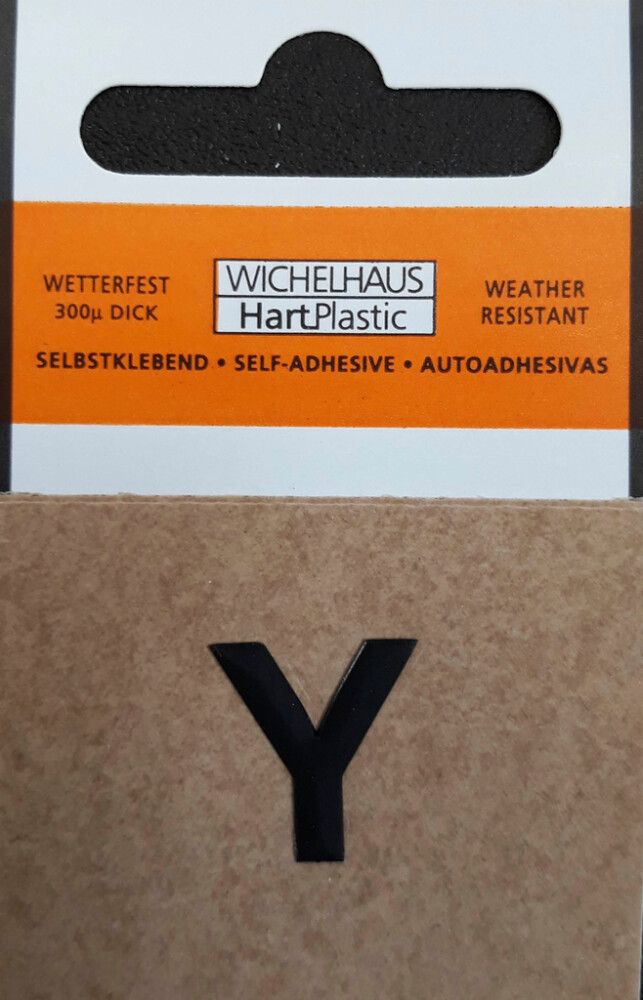 WETTERFEST
300µ DICK
WICHELHAUS
HartPlastic
WEATHER
RESISTANT
SELBSTKLEBEND • SELF-ADHESIVE • AUTOADHESIVAS
Y